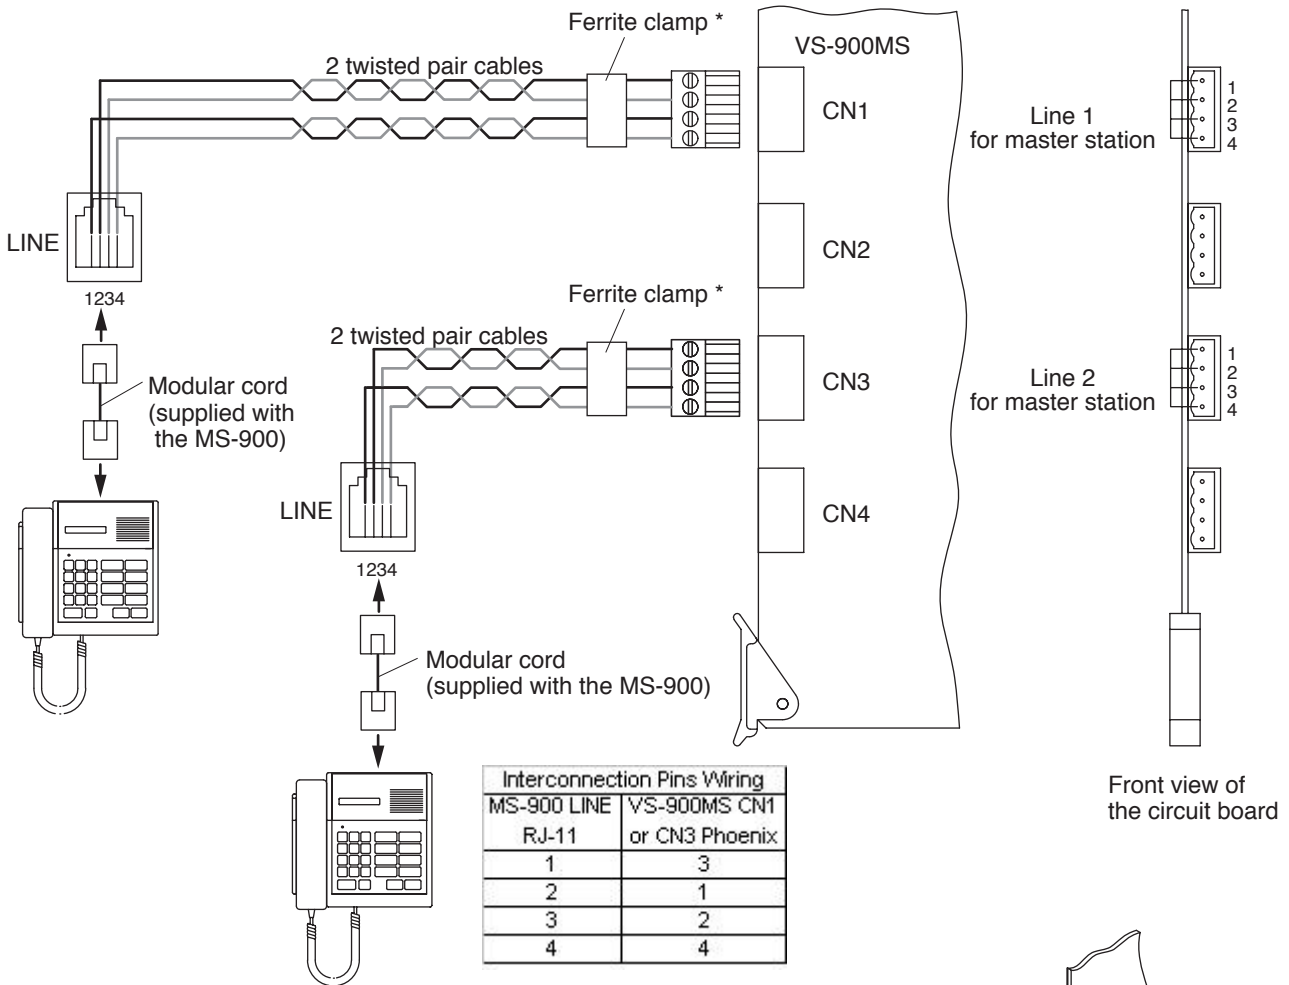 Ferrite clamp *
VS-900MS
2 twisted pair cables
CN1
Line 1
for master station
1
2
3
4
LINE
CN2
1234
Ferrite clamp *
2 twisted pair cables
Modular cord
(supplied with
the MS-900)
CN3
Line 2
for master station
1
2
3
4
LINE
CN4
1234
Modular cord
(supplied with the MS-900)
Interconnection Pins Wiring
MS-900 LINE VS-900MS CN1
RJ-11 or CN3 Phoenix
1 3
2 1
3 2
4 4
Front view of
the circuit board